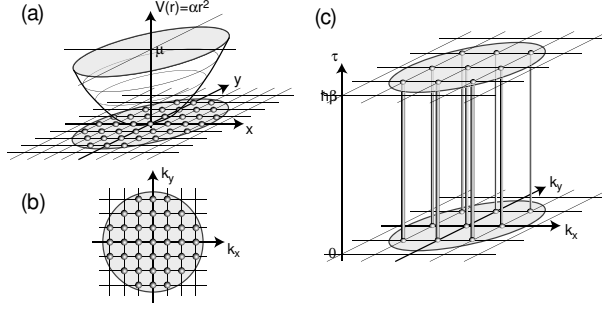 (a)
V(r)=αr²
μ
y
x
(b)
k_y
k_x
(c)
τ
ħβ
k_y
k_x
0